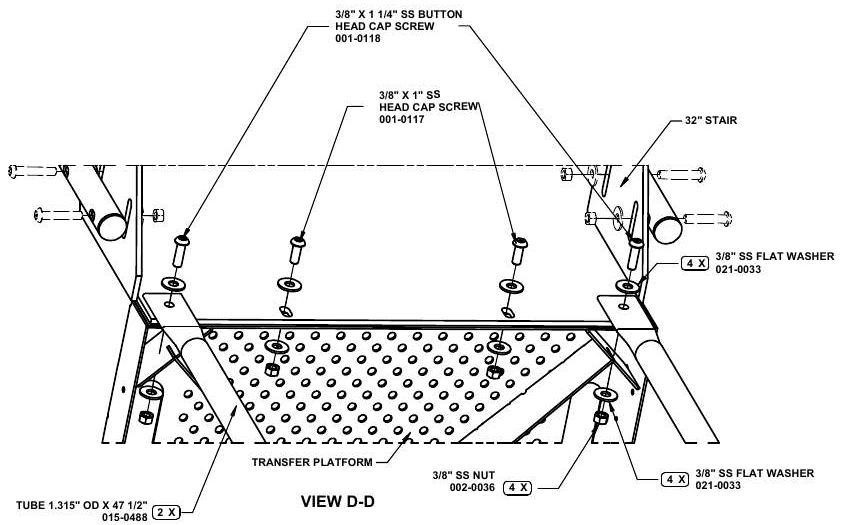 3/8" X 1 1/4" SS BUTTON
HEAD CAP SCREW
001-0118
3/8" X 1" SS
HEAD CAP SCREW
001-0117
32" STAIR
4 X
3/8" SS FLAT WASHER
021-0033
TRANSFER PLATFORM
3/8" SS NUT
002-0036
4 X
4 X
3/8" SS FLAT WASHER
021-0033
TUBE 1.315" OD X 47 1/2"
015-0488
2 X
VIEW D-D